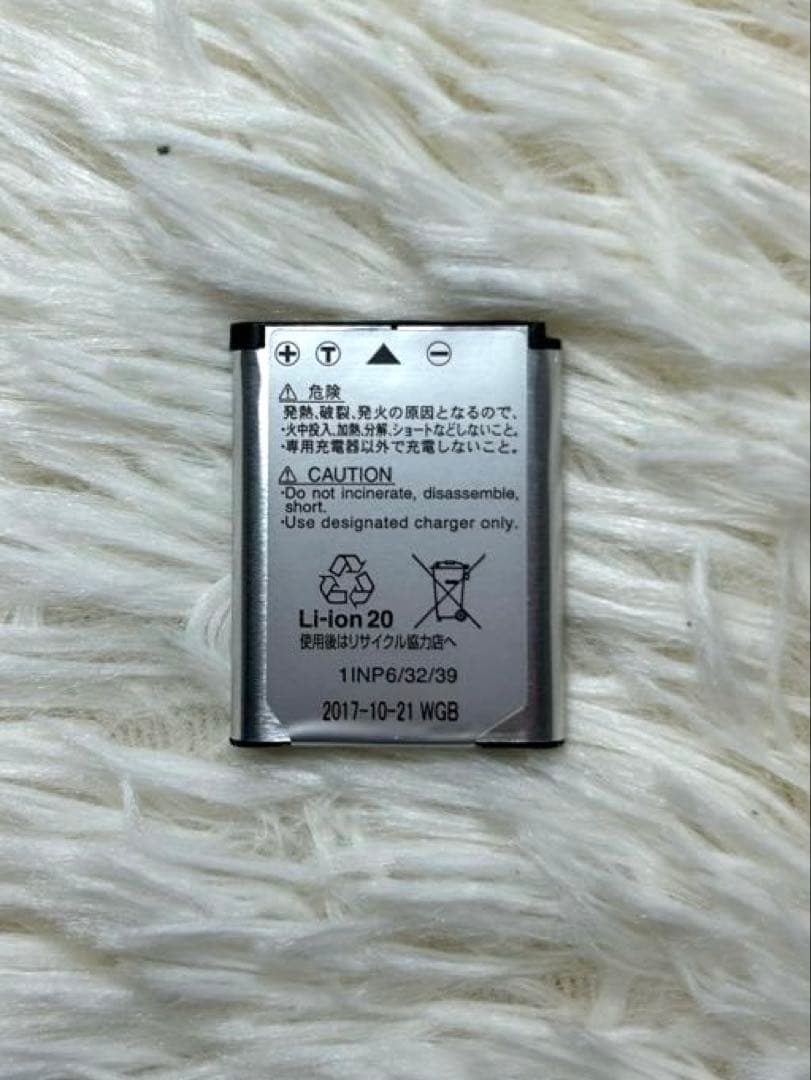 ⊕ Ⓣ ▲ ⊖
⚠ 危険
発熱、破裂、発火の原因となるので、
・火中投入、加熱、分解、ショートなどしないこと。
・専用充電器以外で充電しないこと。
⚠ CAUTION
・Do not incinerate, disassemble,
short.
・Use designated charger only.
Li-ion 20
使用後はリサイクル協力店へ
1INP6/32/39
2017-10-21 WGB